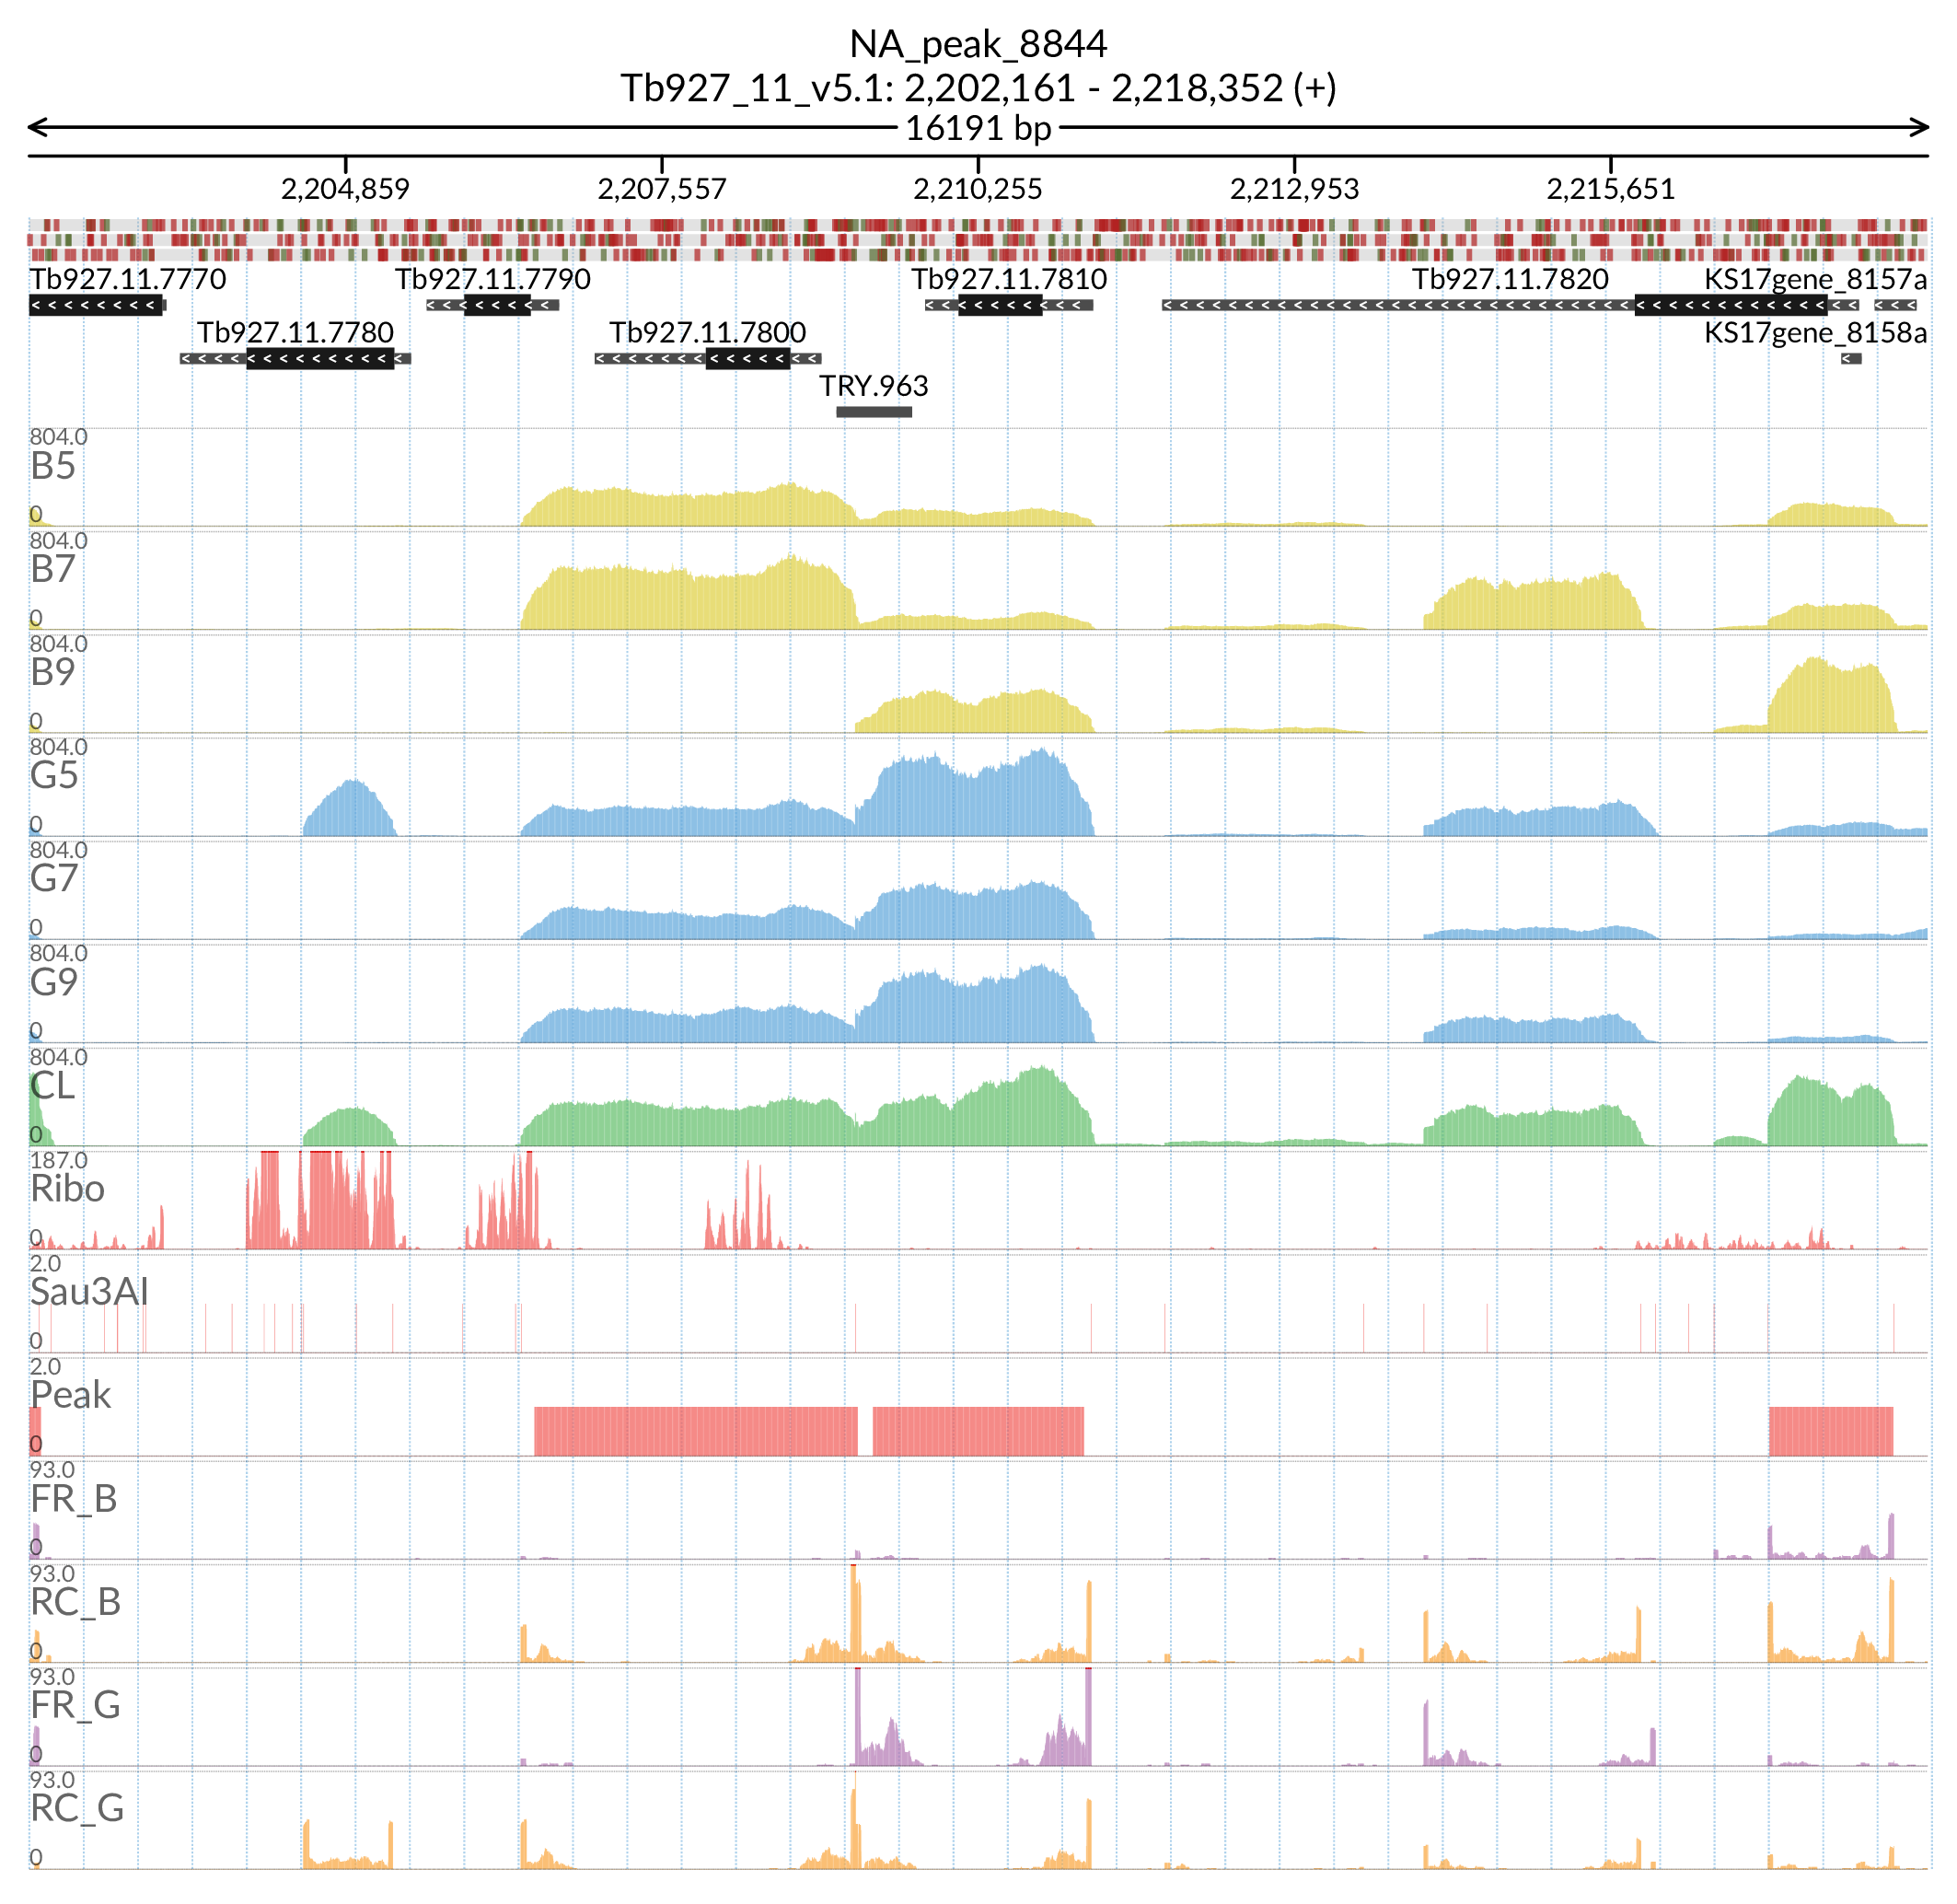 NA_peak_8844
Tb927_11_v5.1: 2,202,161 - 2,218,352 (+)
16191 bp
2,204,859 2,207,557 2,210,255 2,212,953 2,215,651
Tb927.11.7770 Tb927.11.7790 Tb927.11.7810 Tb927.11.7820 KS17gene_8157a
Tb927.11.7780 Tb927.11.7800 KS17gene_8158a
TRY.963
804.0
B5
0
804.0
B7
0
804.0
B9
0
804.0
G5
0
804.0
G7
0
804.0
G9
0
804.0
CL
0
187.0
Ribo
0
2.0
Sau3AI
0
2.0
Peak
0
93.0
FR_B
0
93.0
RC_B
0
93.0
FR_G
0
93.0
RC_G
0